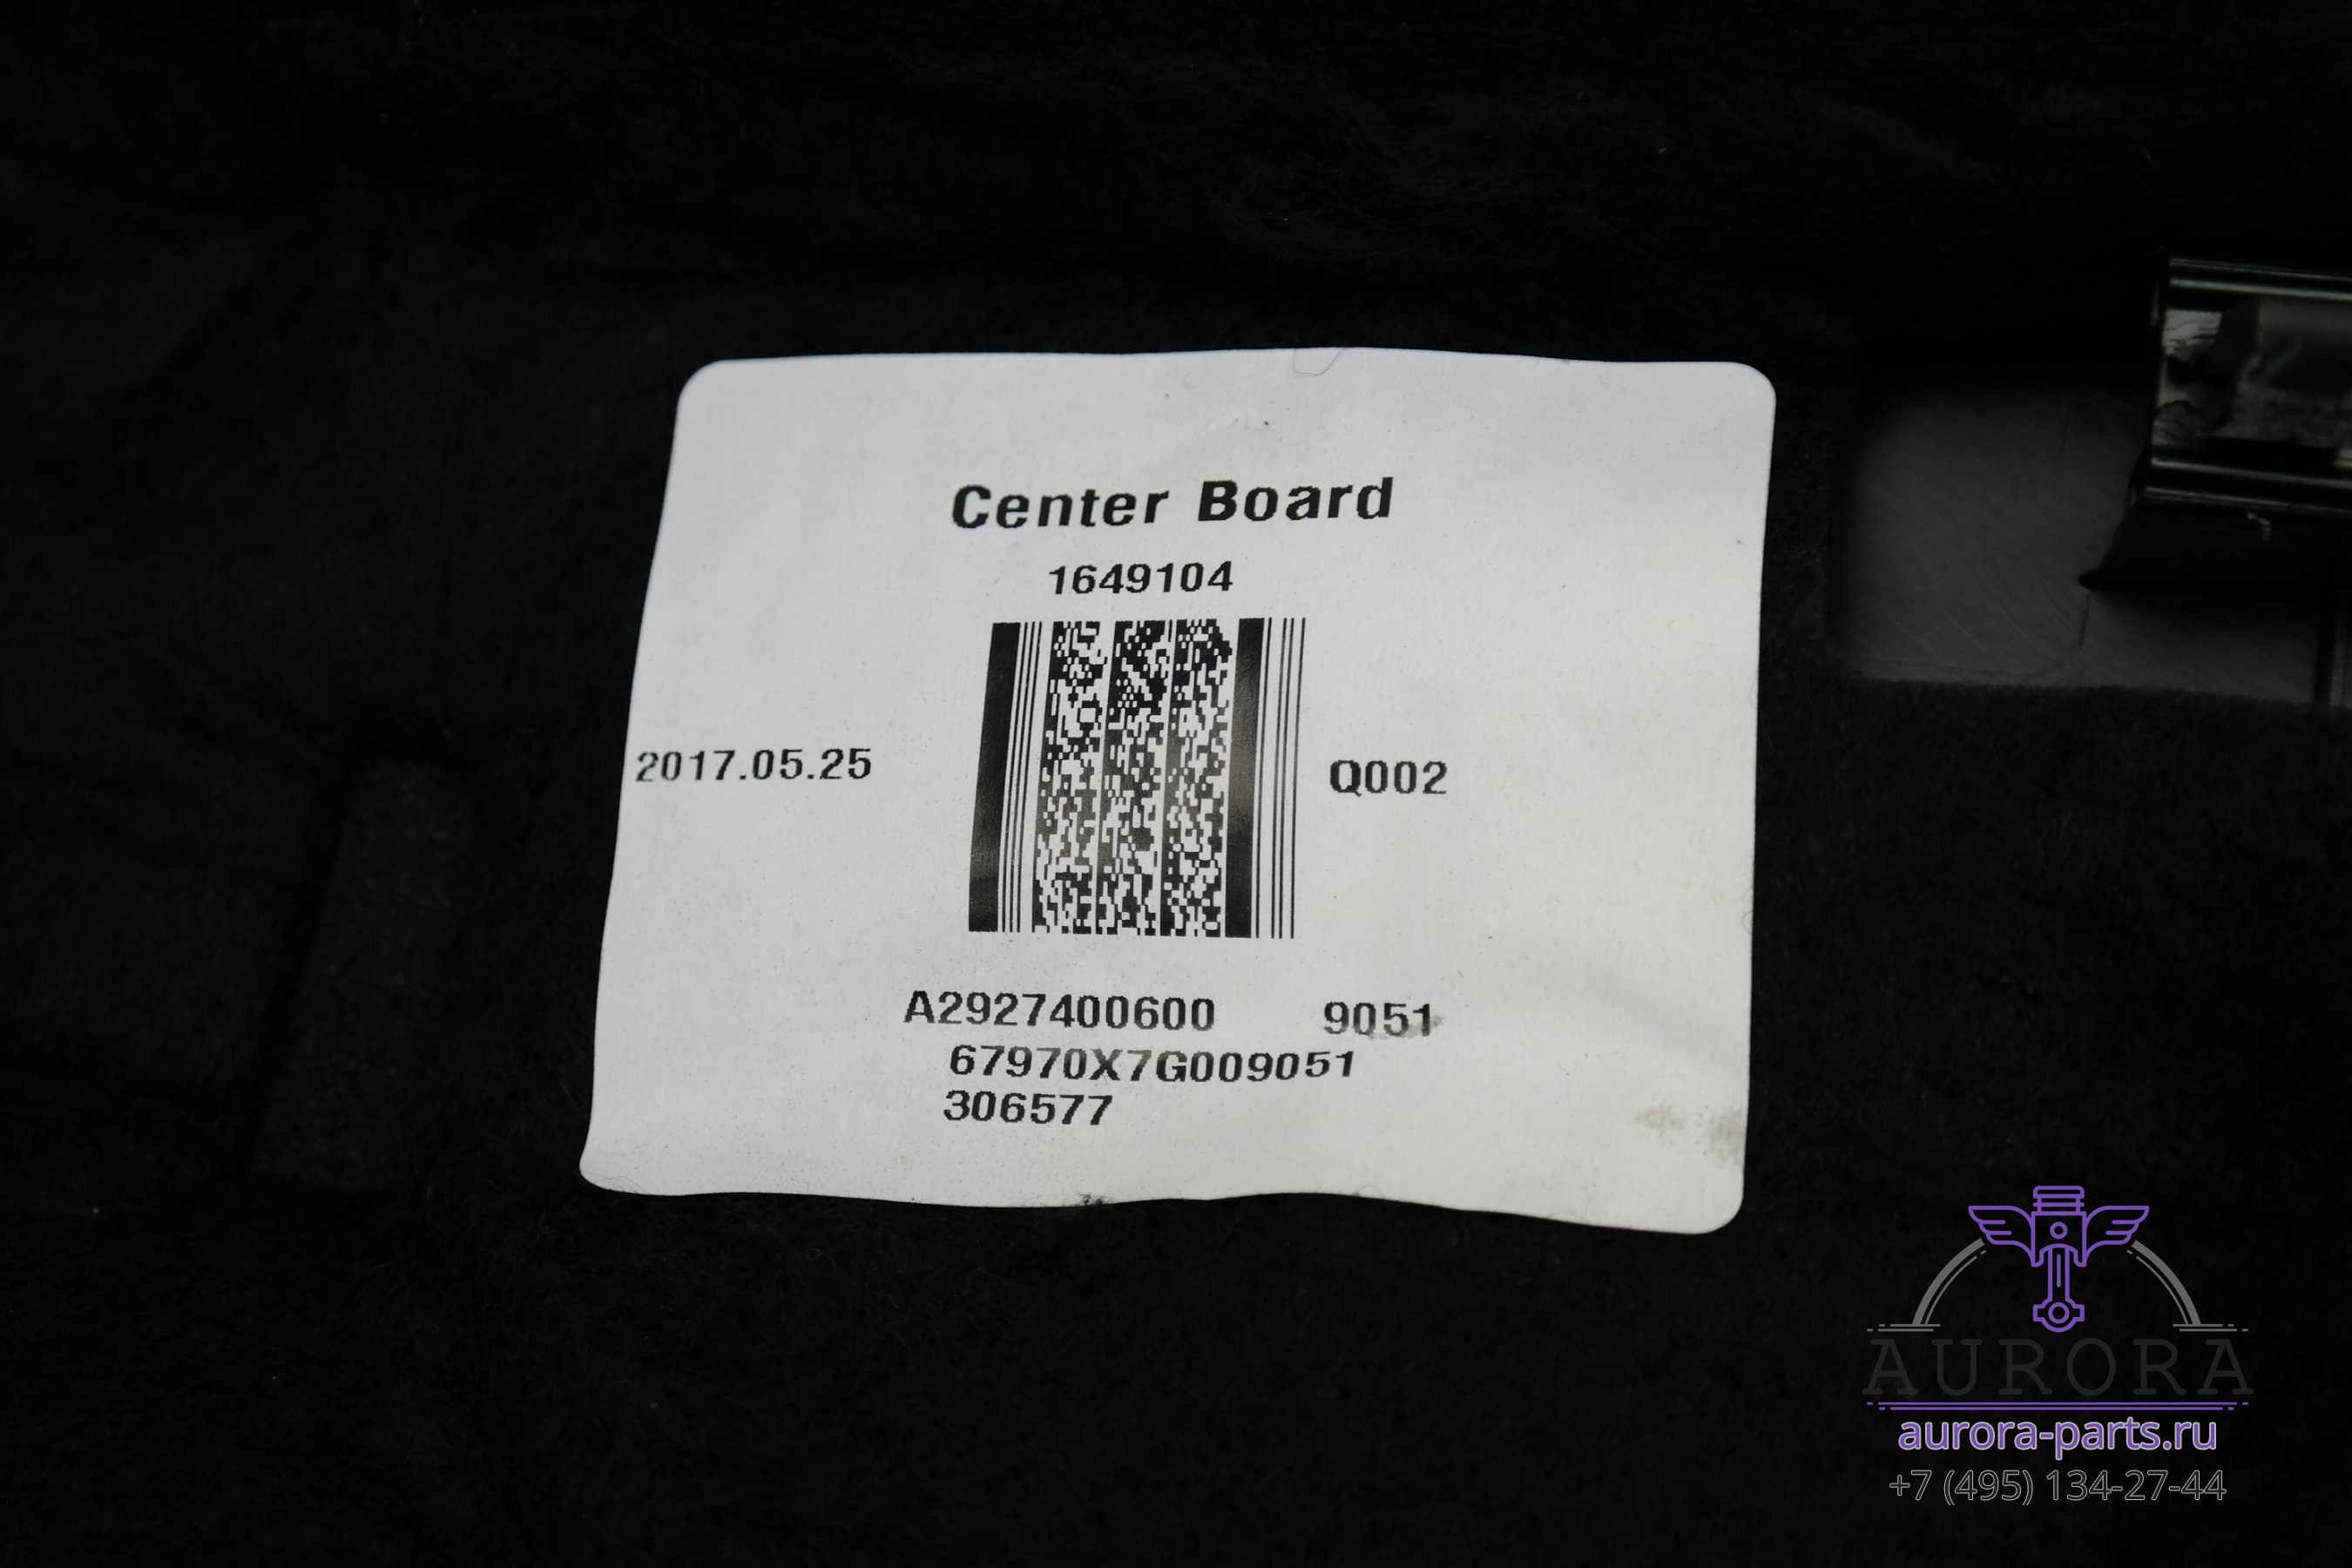 Center Board
1649104
2017.05.25
Q002
A2927400600 9051
67970X7G009051
306577
AURORA
aurora-parts.ru
+7 (495) 134-27-44